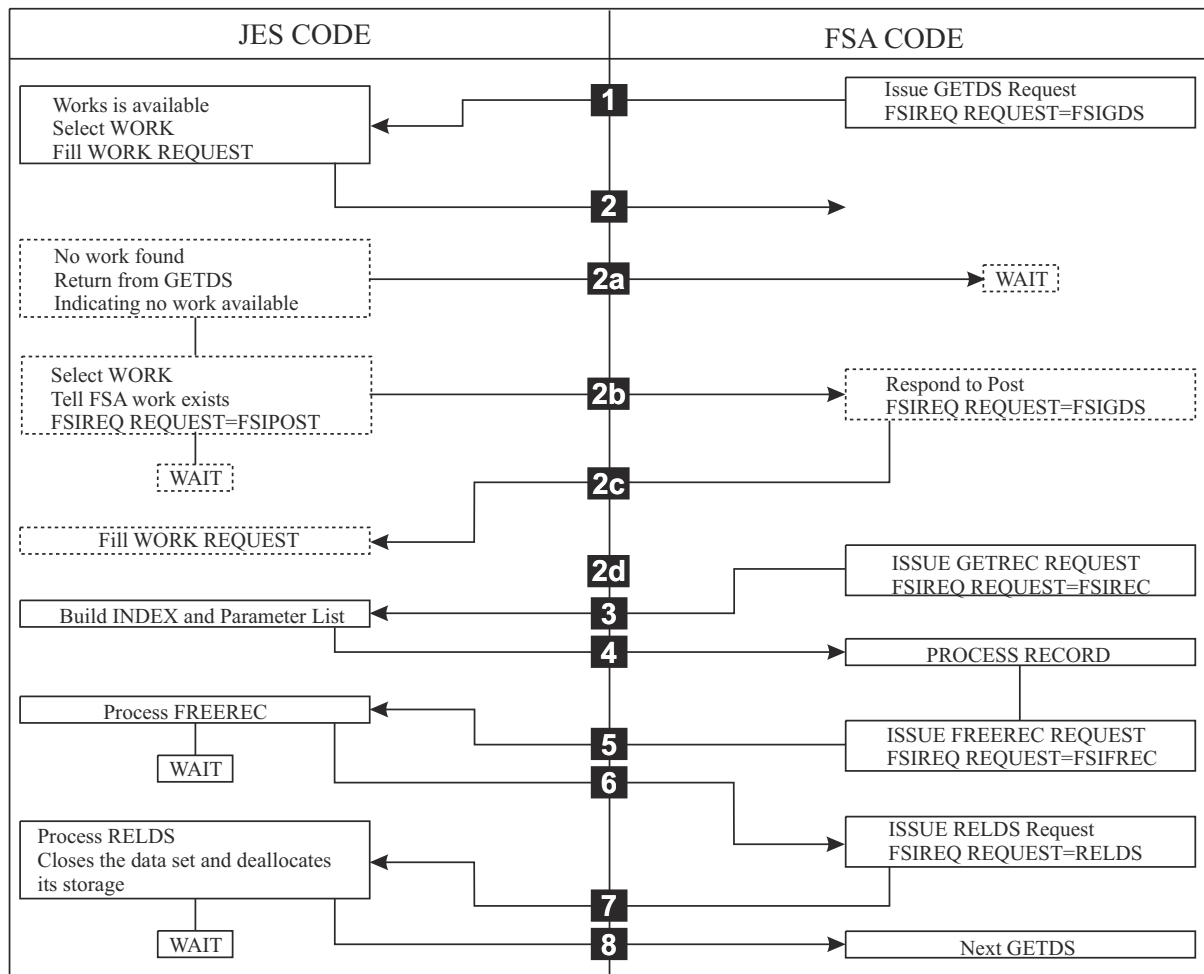 JES CODE
FSA CODE
Works is available
Select WORK
Fill WORK REQUEST
1
Issue GETDS Request
FSIREQ REQUEST=FSIGDS
2
No work found
Return from GETDS
Indicating no work available
2a
WAIT
Select WORK
Tell FSA work exists
FSIREQ REQUEST=FSIPOST
2b
Respond to Post
FSIREQ REQUEST=FSIGDS
WAIT
2c
Fill WORK REQUEST
2d
ISSUE GETREC REQUEST
FSIREQ REQUEST=FSIREC
Build INDEX and Parameter List
3
4
PROCESS RECORD
Process FREEREC
5
ISSUE FREEREC REQUEST
FSIREQ REQUEST=FSIFREC
WAIT
6
Process RELDS
Closes the data set and deallocates
its storage
ISSUE RELDS Request
FSIREQ REQUEST=RELDS
7
WAIT
8
Next GETDS